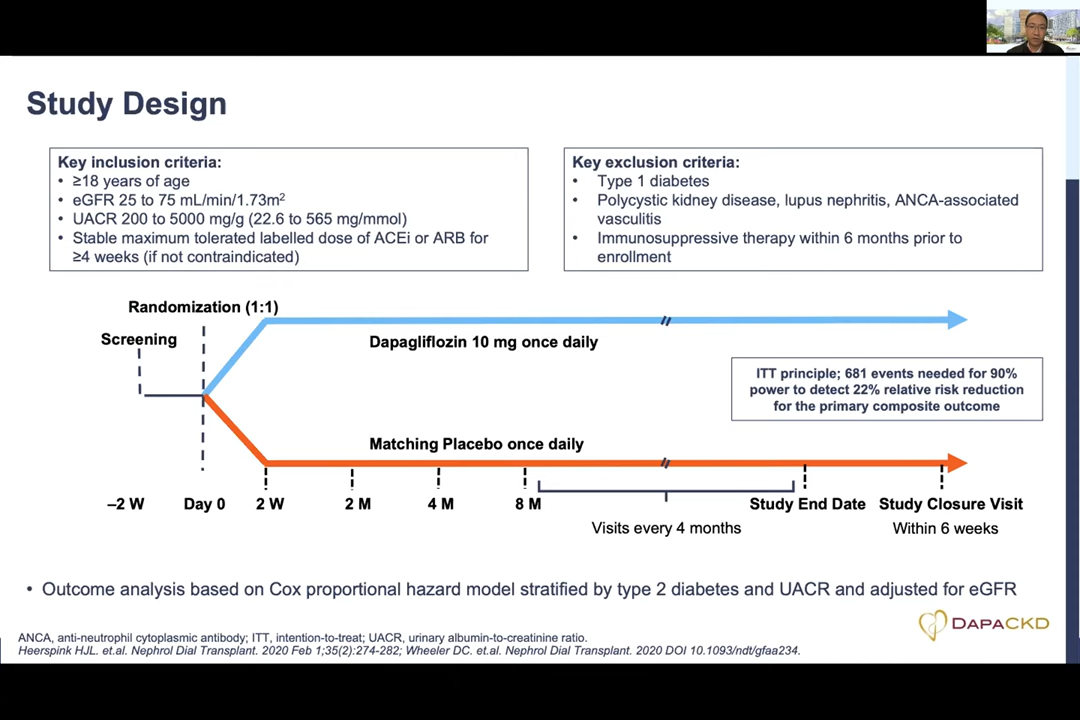 Study Design
Key inclusion criteria:
• ≥18 years of age
• eGFR 25 to 75 mL/min/1.73m²
• UACR 200 to 5000 mg/g (22.6 to 565 mg/mmol)
• Stable maximum tolerated labelled dose of ACEi or ARB for
≥4 weeks (if not contraindicated)
Key exclusion criteria:
• Type 1 diabetes
• Polycystic kidney disease, lupus nephritis, ANCA-associated
vasculitis
• Immunosuppressive therapy within 6 months prior to
enrollment
Randomization (1:1)
Screening
Dapagliflozin 10 mg once daily
ITT principle; 681 events needed for 90%
power to detect 22% relative risk reduction
for the primary composite outcome
Matching Placebo once daily
–2 W
Day 0
2 W
2 M
4 M
8 M
Study End Date
Study Closure Visit
Visits every 4 months
Within 6 weeks
• Outcome analysis based on Cox proportional hazard model stratified by type 2 diabetes and UACR and adjusted for eGFR
DAPACKD
ANCA, anti-neutrophil cytoplasmic antibody; ITT, intention-to-treat; UACR, urinary albumin-to-creatinine ratio.
Heerspink HJL. et.al. Nephrol Dial Transplant. 2020 Feb 1;35(2):274-282; Wheeler DC. et.al. Nephrol Dial Transplant. 2020 DOI 10.1093/ndt/gfaa234.